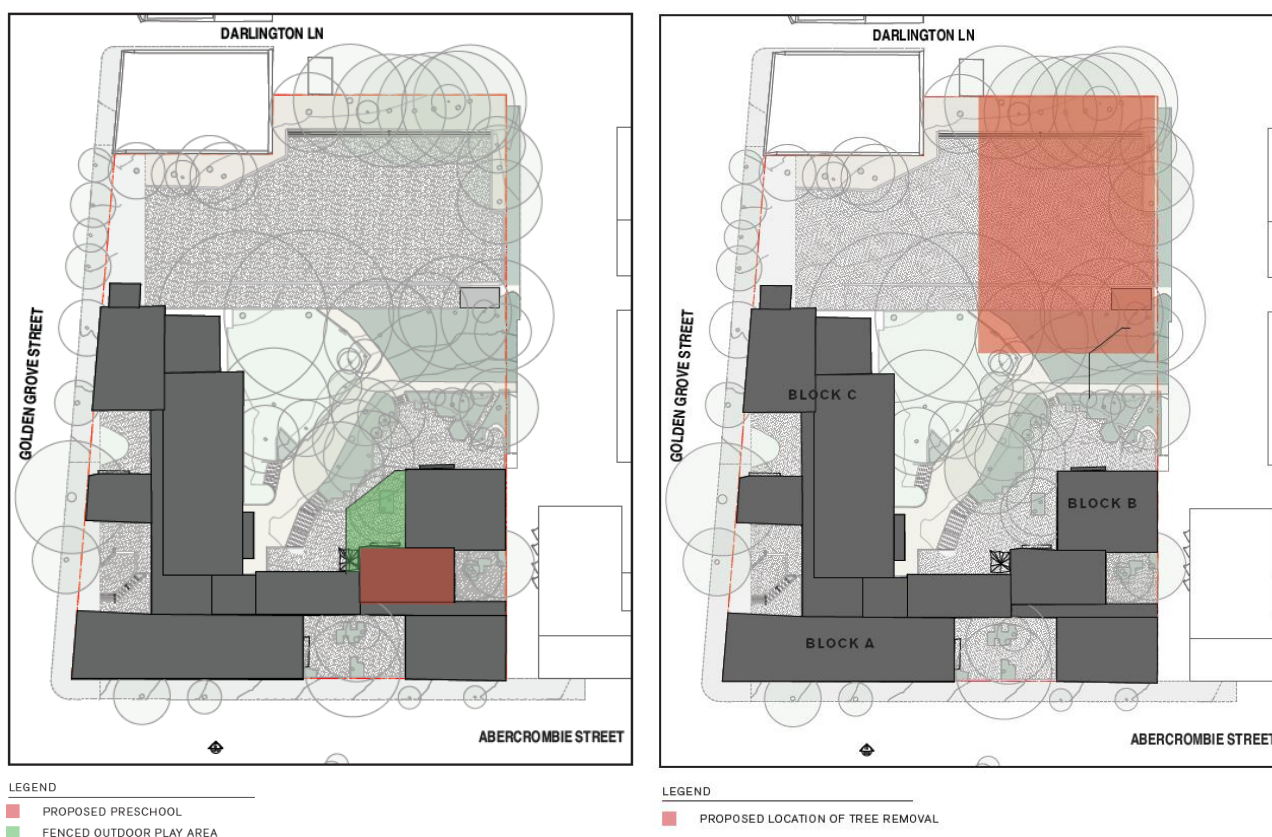 DARLINGTON LN
GOLDEN GROVE STREET
ABERCROMBIE STREET
LEGEND
PROPOSED PRESCHOOL
FENCED OUTDOOR PLAY AREA
DARLINGTON LN
GOLDEN GROVE STREET
BLOCK C
BLOCK B
BLOCK A
ABERCROMBIE STREET
LEGEND
PROPOSED LOCATION OF TREE REMOVAL